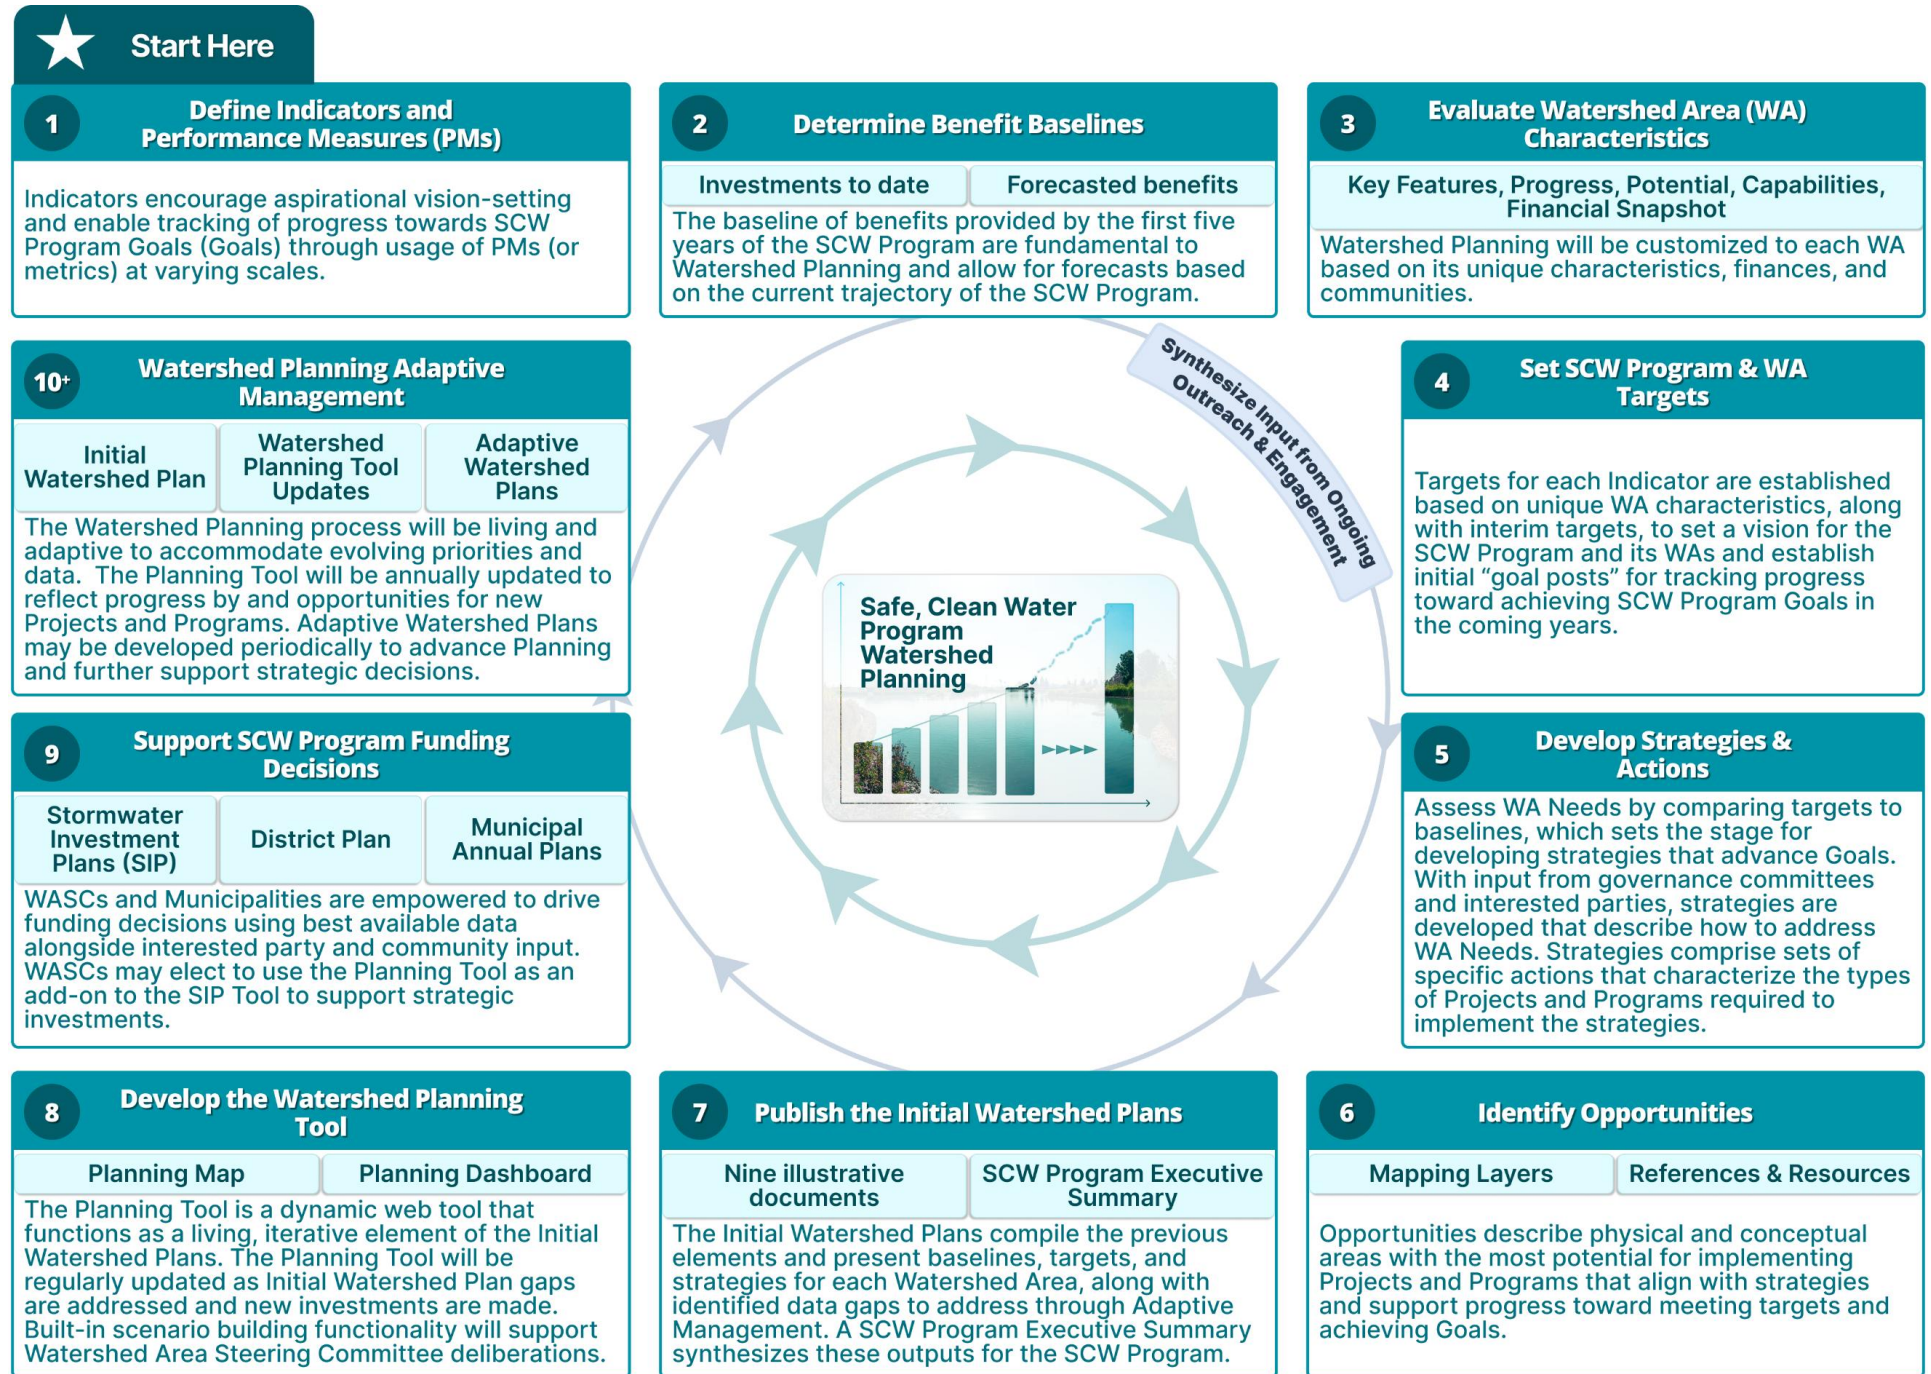 Start Here
1
Define Indicators and
Performance Measures (PMs)
Indicators encourage aspirational vision-setting
and enable tracking of progress towards SCW
Program Goals (Goals) through usage of PMs (or
metrics) at varying scales.
2
Determine Benefit Baselines
Investments to date
Forecasted benefits
The baseline of benefits provided by the first five
years of the SCW Program are fundamental to
Watershed Planning and allow for forecasts based
on the current trajectory of the SCW Program.
3
Evaluate Watershed Area (WA)
Characteristics
Key Features, Progress, Potential, Capabilities,
Financial Snapshot
Watershed Planning will be customized to each WA
based on its unique characteristics, finances, and
communities.
Synthesize Input from Ongoing
Outreach & Engagement
4
Set SCW Program & WA
Targets
Targets for each Indicator are established
based on unique WA characteristics, along
with interim targets, to set a vision for the
SCW Program and its WAs and establish
initial “goal posts” for tracking progress
toward achieving SCW Program Goals in
the coming years.
5
Develop Strategies &
Actions
Assess WA Needs by comparing targets to
baselines, which sets the stage for
developing strategies that advance Goals.
With input from governance committees
and interested parties, strategies are
developed that describe how to address
WA Needs. Strategies comprise sets of
specific actions that characterize the types
of Projects and Programs required to
implement the strategies.
6
Identify Opportunities
Mapping Layers
References & Resources
Opportunities describe physical and conceptual
areas with the most potential for implementing
Projects and Programs that align with strategies
and support progress toward meeting targets and
achieving Goals.
7
Publish the Initial Watershed Plans
Nine illustrative
documents
SCW Program Executive
Summary
The Initial Watershed Plans compile the previous
elements and present baselines, targets, and
strategies for each Watershed Area, along with
identified data gaps to address through Adaptive
Management. A SCW Program Executive Summary
synthesizes these outputs for the SCW Program.
8
Develop the Watershed Planning
Tool
Planning Map
Planning Dashboard
The Planning Tool is a dynamic web tool that
functions as a living, iterative element of the Initial
Watershed Plans. The Planning Tool will be
regularly updated as Initial Watershed Plan gaps
are addressed and new investments are made.
Built-in scenario building functionality will support
Watershed Area Steering Committee deliberations.
9
Support SCW Program Funding
Decisions
Stormwater
Investment
Plans (SIP)
District Plan
Municipal
Annual Plans
WASCs and Municipalities are empowered to drive
funding decisions using best available data
alongside interested party and community input.
WASCs may elect to use the Planning Tool as an
add-on to the SIP Tool to support strategic
investments.
10+
Watershed Planning Adaptive
Management
Initial
Watershed Plan
Watershed
Planning Tool
Updates
Adaptive
Watershed
Plans
The Watershed Planning process will be living and
adaptive to accommodate evolving priorities and
data.  The Planning Tool will be annually updated to
reflect progress by and opportunities for new
Projects and Programs. Adaptive Watershed Plans
may be developed periodically to advance Planning
and further support strategic decisions.
Safe, Clean Water
Program
Watershed
Planning